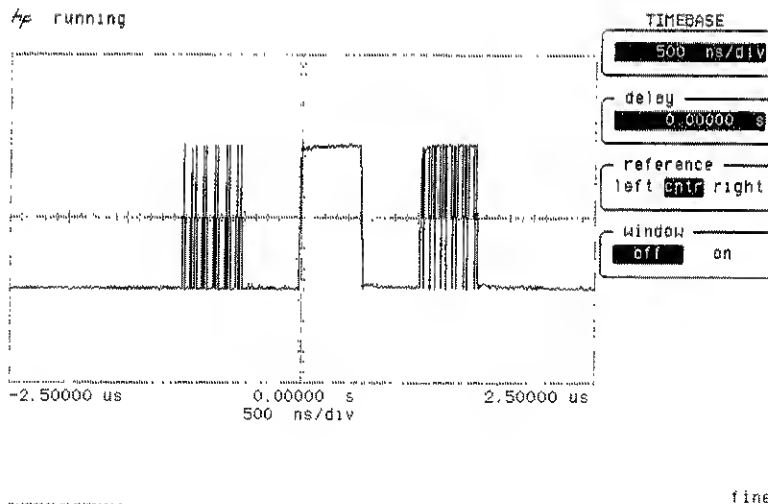 hp running
TIMEBASE
500 ns/div
delay
0.00000 s
reference
left cntr right
window
off on
-2.50000 us 0.00000 s 2.50000 us
500 ns/div
fine